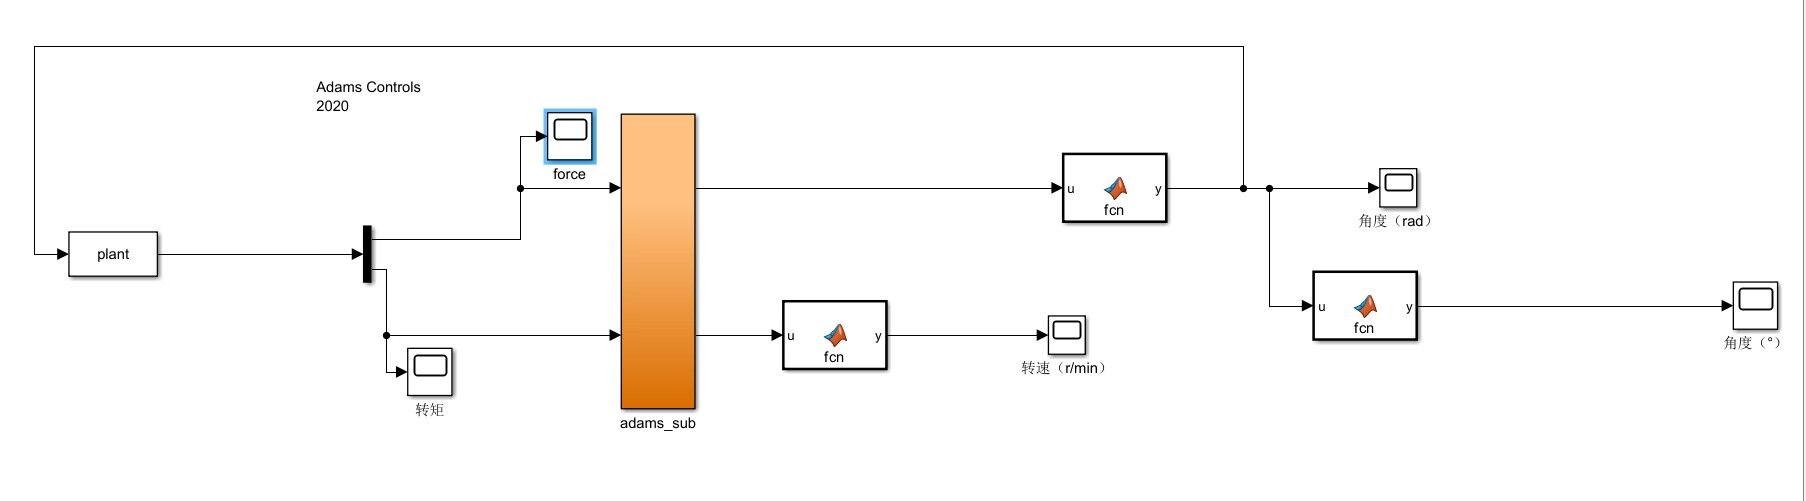 Adams Controls
2020
force
plant
转矩
adams_sub
u
fcn
y
转速（r/min）
u
fcn
y
角度（rad）
u
fcn
y
角度（°）